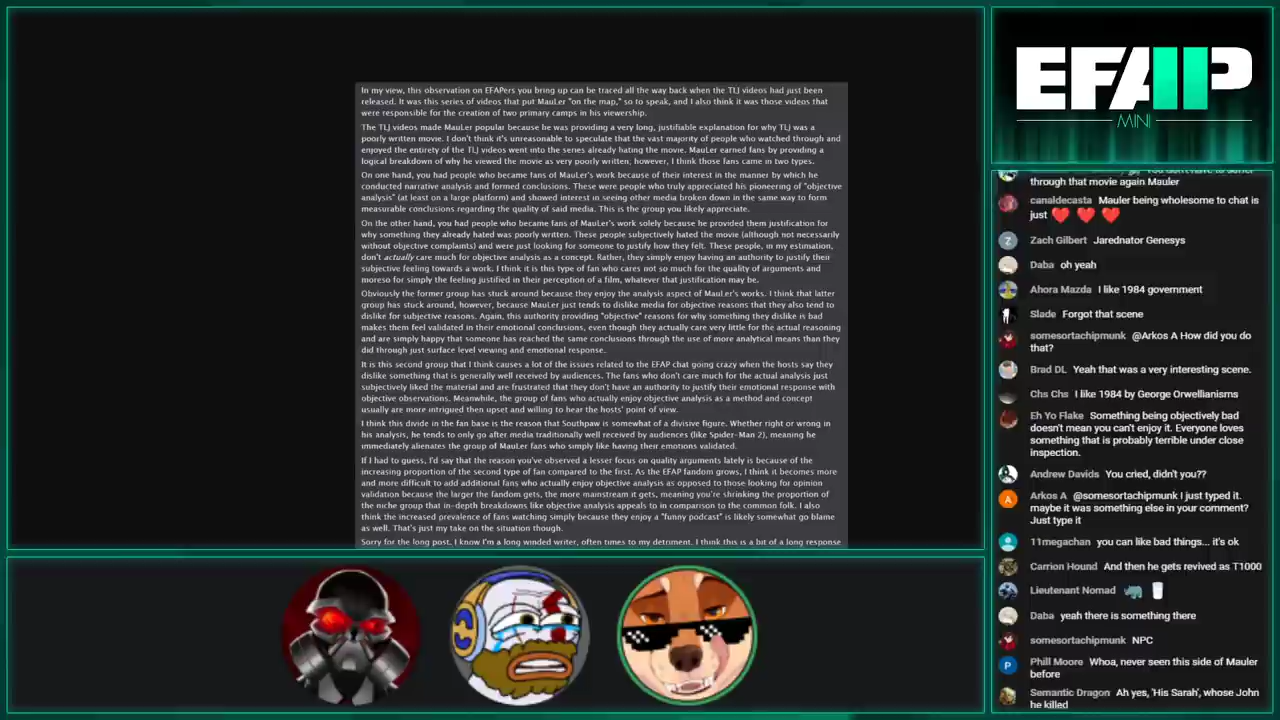 In my view, this observation on EFAPers you bring up can be traced all the way back when the TLJ videos had just been
released. It was this series of videos that put MauLer "on the map," so to speak, and I also think it was those videos that
were responsible for the creation of two primary camps in his viewership.
The TLJ videos made MauLer popular because he was providing a very long, justifiable explanation for why TLJ was a
poorly written movie. I don't think it's unreasonable to speculate that the vast majority of people who watched through and
enjoyed the entirety of the TLJ videos went into the series already hating the movie. MauLer earned fans by providing a
logical breakdown of why he viewed the movie as very poorly written; however, I think those fans came in two types.
On one hand, you had people who became fans of MauLer's work because of their interest in the manner by which he
conducted narrative analysis and formed conclusions. These were people who truly appreciated his pioneering of "objective
analysis" (at least on a large platform) and showed interest in seeing other media broken down in the same way to form
measurable conclusions regarding the quality of said media. This is the group you likely appreciate.
On the other hand, you had people who became fans of MauLer's work solely because he provided them justification for
why something they already hated was poorly written. These people subjectively hated the movie (although not necessarily
without objective complaints) and were just looking for someone to justify how they felt. These people, in my estimation,
don't actually care much for objective analysis as a concept. Rather, they simply enjoy having an authority to justify their
subjective feeling towards a work. I think it is this type of fan who cares not so much for the quality of arguments and
moreso for simply the feeling justified in their perception of a film, whatever that justification may be.
Obviously the former group has stuck around because they enjoy the analysis aspect of MauLer's works. I think that latter
group has stuck around, however, because MauLer just tends to dislike media for objective reasons that they also tend to
dislike for subjective reasons. Again, this authority providing "objective" reasons for why something they dislike is bad
makes them feel validated in their emotional conclusions, even though they actually care very little for the actual reasoning
and are simply happy that someone has reached the same conclusions through the use of more analytical means than they
did through just surface level viewing and emotional response.
It is this second group that I think causes a lot of the issues related to the EFAP chat going crazy when the hosts say they
dislike something that is generally well received by audiences. The fans who don't care much for the actual analysis just
subjectively liked the material and are frustrated that they don't have an authority to justify their emotional response with
objective observations. Meanwhile, the group of fans who actually enjoy objective analysis as a method and concept
usually are more intrigued then upset and willing to hear the hosts' point of view.
I think this divide in the fan base is the reason that Southpaw is somewhat of a divisive figure. Whether right or wrong in
his analysis, he tends to only go after media traditionally well received by audiences (like Spider-Man 2), meaning he
immediately alienates the group of MauLer fans who simply like having their emotions validated.
If I had to guess, I'd say that the reason you've observed a lesser focus on quality arguments lately is because of the
increasing proportion of the second type of fan compared to the first. As the EFAP fandom grows, I think it becomes more
and more difficult to add additional fans who actually enjoy objective analysis as opposed to those looking for opinion
validation because the larger the fandom gets, the more mainstream it gets, meaning you're shrinking the proportion of
the niche group that in-depth breakdowns like objective analysis appeals to in comparison to the common folk. I also
think the increased prevalence of fans watching simply because they enjoy a "funny podcast" is likely somewhat go blame
as well. That's just my take on the situation though.
Sorry for the long post, I know I'm a long winded writer, often times to my detriment. I think this is a bit of a long response
EFAP
MINI
through that movie again Mauler
canaldecasta Mauler being wholesome to chat is
just
Zach Gilbert Jarednator Genesys
Daba oh yeah
Ahora Mazda I like 1984 government
Slade Forgot that scene
somesortachipmunk @Arkos A How did you do
that?
Brad DL Yeah that was a very interesting scene.
Chs Chs I like 1984 by George Orwellianisms
Eh Yo Flake Something being objectively bad
doesn't mean you can't enjoy it. Everyone loves
something that is probably terrible under close
inspection.
Andrew Davids You cried, didn't you??
A
Arkos A @somesortachipmunk I just typed it.
maybe it was something else in your comment?
Just type it
11megachan you can like bad things... it's ok
Carrion Hound And then he gets revived as T1000
Lieutenant Nomad
Daba yeah there is something there
somesortachipmunk NPC
P
Phill Moore Whoa, never seen this side of Mauler
before
Semantic Dragon Ah yes, 'His Sarah', whose John
he killed